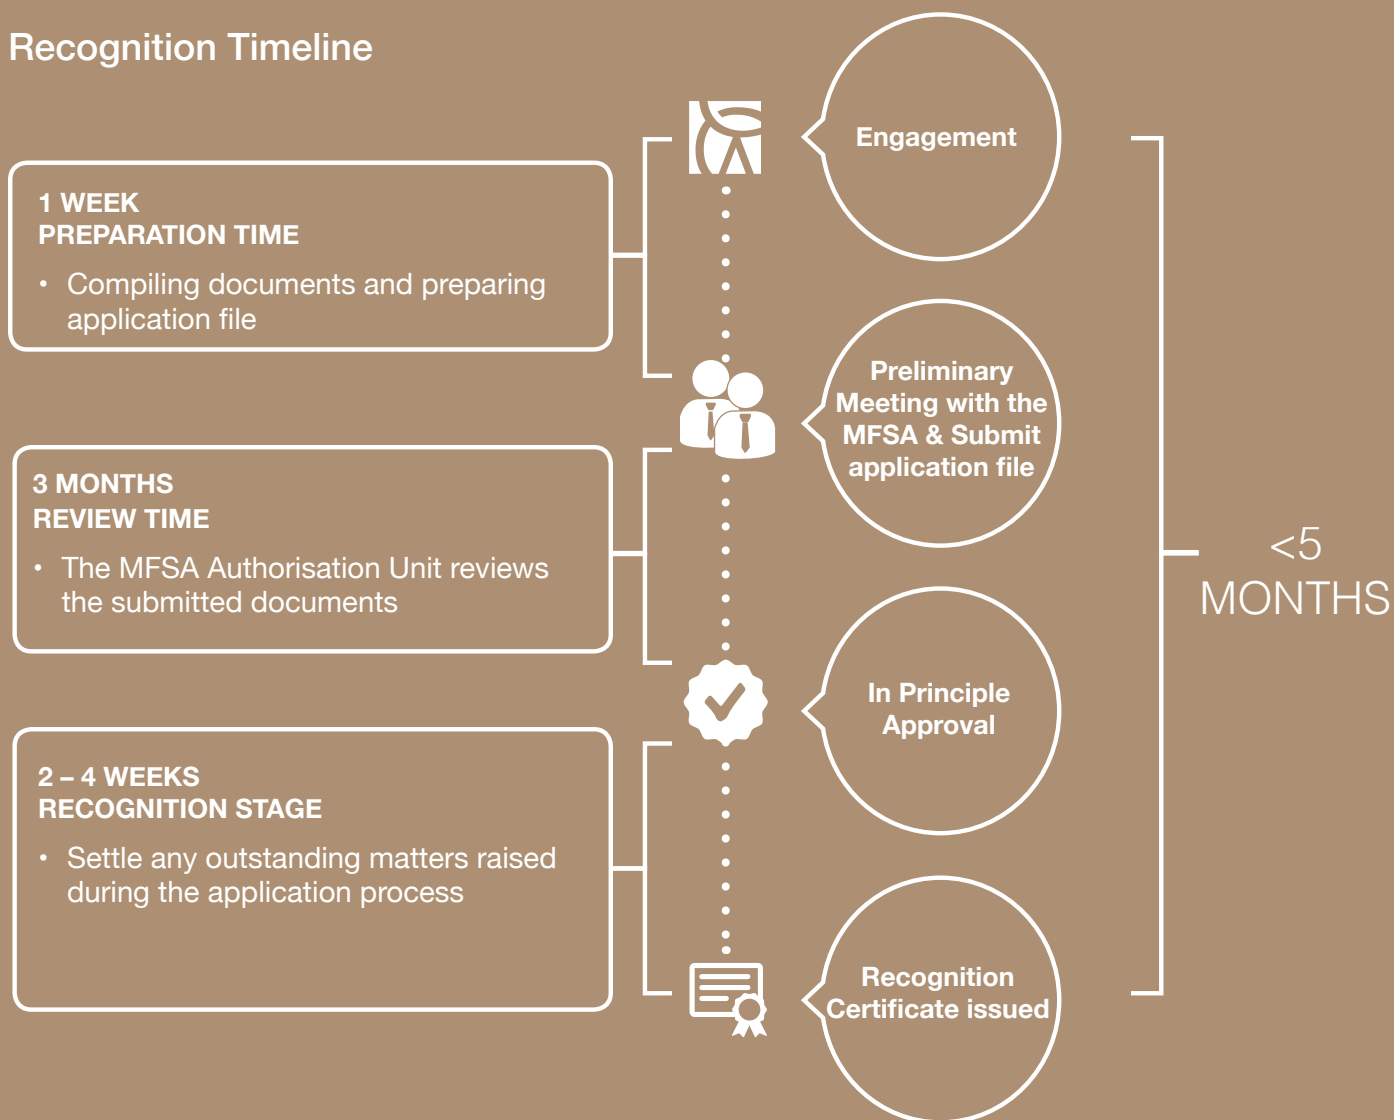 Recognition Timeline
Engagement
1 WEEK
PREPARATION TIME
• Compiling documents and preparing
application file
Preliminary
Meeting with the
MFSA & Submit
application file
3 MONTHS
REVIEW TIME
• The MFSA Authorisation Unit reviews
the submitted documents
<5
MONTHS
In Principle
Approval
2 – 4 WEEKS
RECOGNITION STAGE
• Settle any outstanding matters raised
during the application process
Recognition
Certificate issued